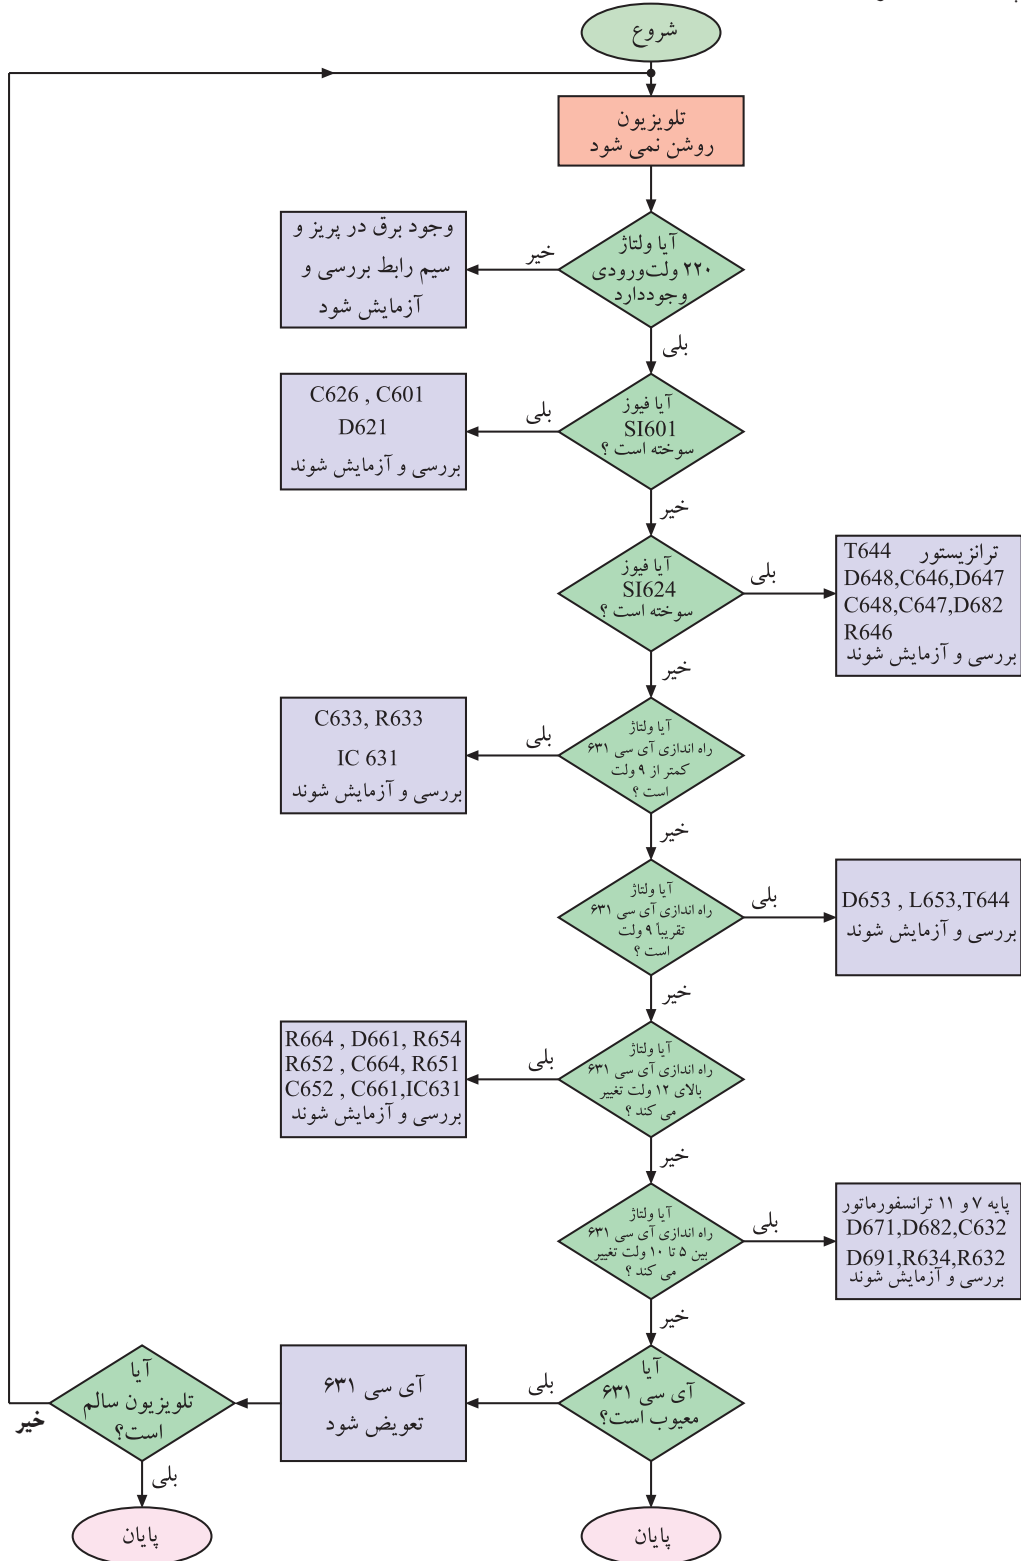 شروع
تلویزیون
روشن نمی شود
آیا ولتاژ
۲۲۰ ولت‌ورودی
وجوددارد
خیر
وجود برق در پریز و
سیم رابط بررسی و
آزمایش شود
بلی
آیا فیوز
SI601
سوخته است ؟
بلی
C626 , C601
D621
بررسی و آزمایش شوند
خیر
آیا فیوز
SI624
سوخته است ؟
بلی
ترانزیستور T644
D648,C646,D647
C648,C647,D682
R646
بررسی و آزمایش شوند
خیر
آیا ولتاژ
راه اندازی آی سی ۶۳۱
کمتر از ۹ ولت
است ؟
بلی
C633, R633
IC 631
بررسی و آزمایش شوند
خیر
آیا ولتاژ
راه اندازی آی سی ۶۳۱
تقریباً ۹ ولت
است ؟
بلی
D653 , L653,T644
بررسی و آزمایش شوند
خیر
آیا ولتاژ
راه اندازی آی سی ۶۳۱
بالای ۱۲ ولت تغییر
می کند ؟
بلی
R664 , D661, R654
R652 , C664, R651
C652 , C661,IC631
بررسی و آزمایش شوند
خیر
آیا ولتاژ
راه اندازی آی سی ۶۳۱
بین ۵ تا ۱۰ ولت تغییر
می کند ؟
بلی
پایه ۷ و ۱۱ ترانسفورماتور
D671,D682,C632
D691,R634,R632
بررسی و آزمایش شوند
خیر
آیا
آی سی ۶۳۱
معیوب است؟
بلی
آی سی ۶۳۱
تعویض شود
آیا
تلویزیون سالم
است؟
خیر
بلی
پایان
پایان